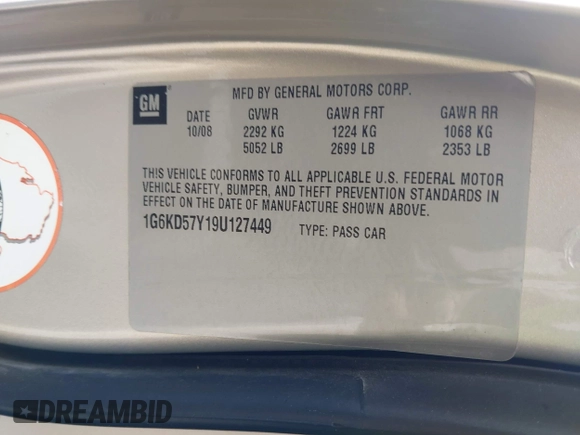 GM
MFD BY GENERAL MOTORS CORP.
DATE GVWR GAWR FRT GAWR RR
10/08 2292 KG 1224 KG 1068 KG
5052 LB 2699 LB 2353 LB
THIS VEHICLE CONFORMS TO ALL APPLICABLE U.S. FEDERAL MOTOR
VEHICLE SAFETY, BUMPER, AND THEFT PREVENTION STANDARDS IN
EFFECT ON THE DATE OF MANUFACTURE SHOWN ABOVE.
1G6KD57Y19U127449 TYPE: PASS CAR
DREAMBID